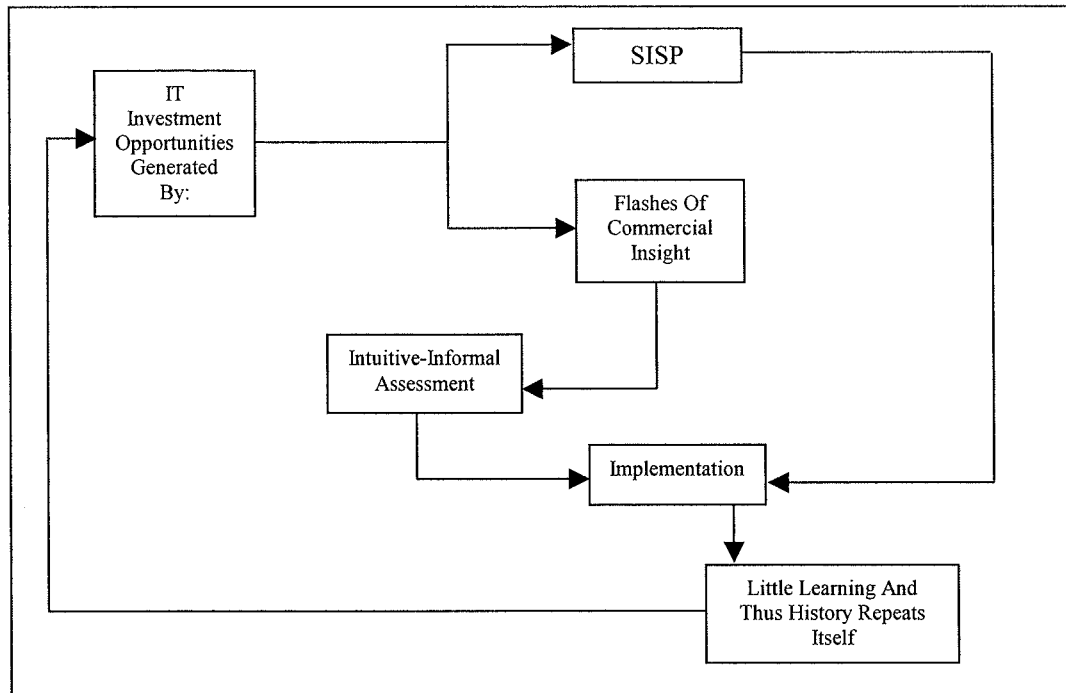 SISP
IT
Investment
Opportunities
Generated
By:
Flashes Of
Commercial
Insight
Intuitive-Informal
Assessment
Implementation
Little Learning And
Thus History Repeats
Itself